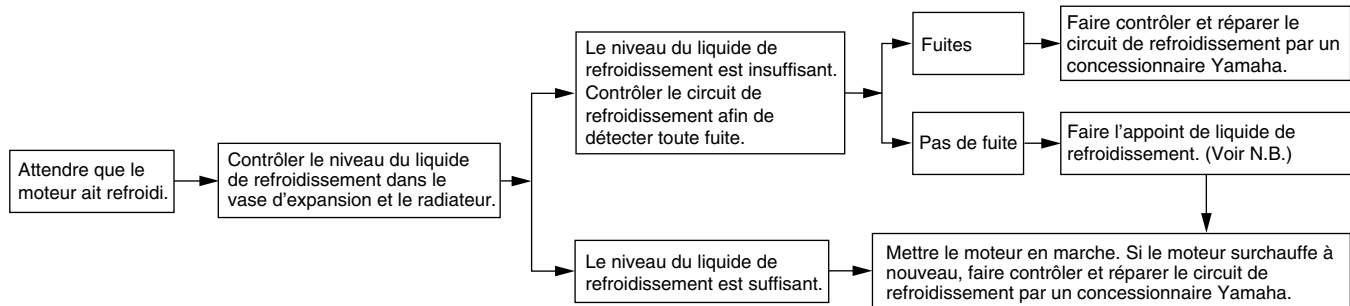 Attendre que le
moteur ait refroidi.
Contrôler le niveau du liquide
de refroidissement dans le
vase d’expansion et le radiateur.
Le niveau du liquide de
refroidissement est insuffisant.
Contrôler le circuit de
refroidissement afin de
détecter toute fuite.
Fuites
Faire contrôler et réparer le
circuit de refroidissement par un
concessionnaire Yamaha.
Pas de fuite
Faire l’appoint de liquide de
refroidissement. (Voir N.B.)
Le niveau du liquide de
refroidissement est suffisant.
Mettre le moteur en marche. Si le moteur surchauffe à
nouveau, faire contrôler et réparer le circuit de
refroidissement par un concessionnaire Yamaha.